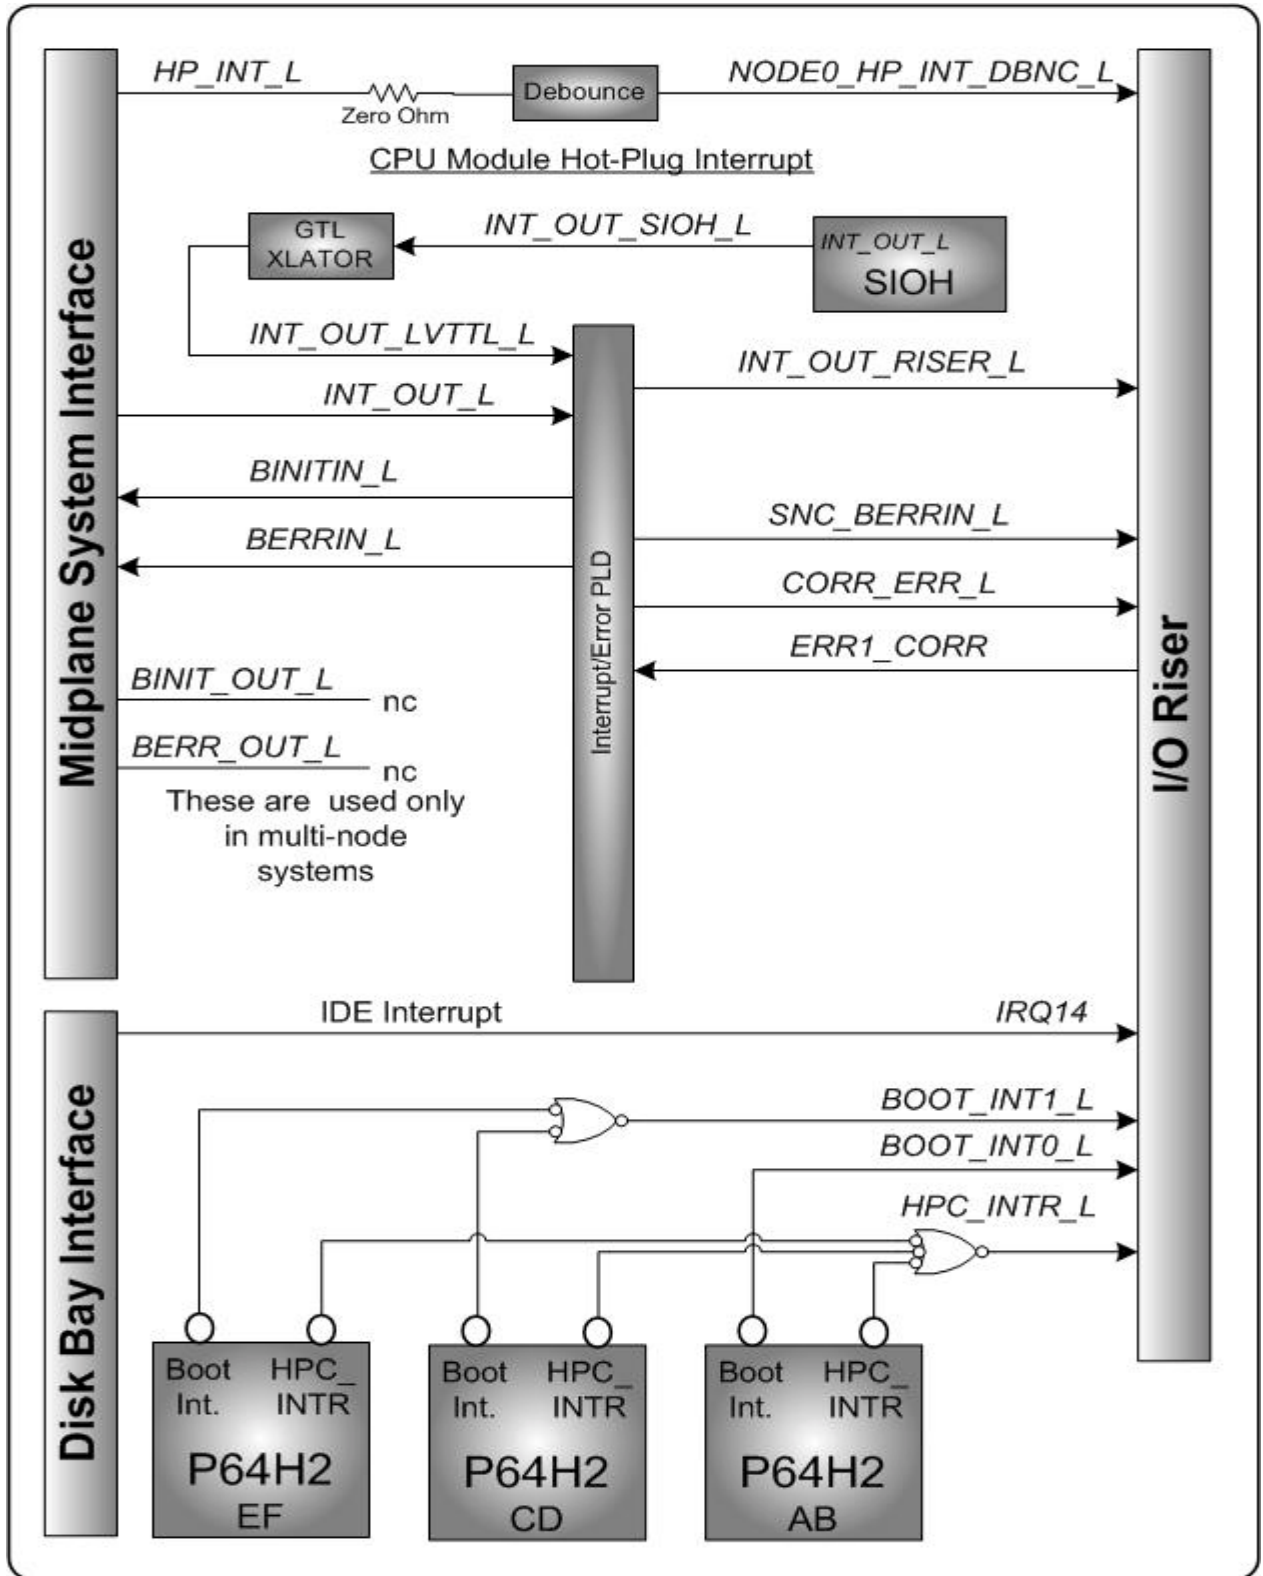 HP_INT_L
NODE0_HP_INT_DBNC_L
Debounce
Zero Ohm
CPU Module Hot-Plug Interrupt
GTL
XLATOR
INT_OUT_SIOH_L
INT_OUT_L
SIOH
Midplane System Interface
INT_OUT_LVTTL_L
INT_OUT_RISER_L
INT_OUT_L
BINITIN_L
SNC_BERRIN_L
BERRIN_L
Interrupt/Error PLD
CORR_ERR_L
ERR1_CORR
I/O Riser
BINIT_OUT_L
nc
BERR_OUT_L
nc
These are used only
in multi-node
systems
IDE Interrupt
IRQ14
Disk Bay Interface
BOOT_INT1_L
BOOT_INT0_L
HPC_INTR_L
Boot
Int.
HPC_
INTR
P64H2
EF
Boot
Int.
HPC_
INTR
P64H2
CD
Boot
Int.
HPC_
INTR
P64H2
AB